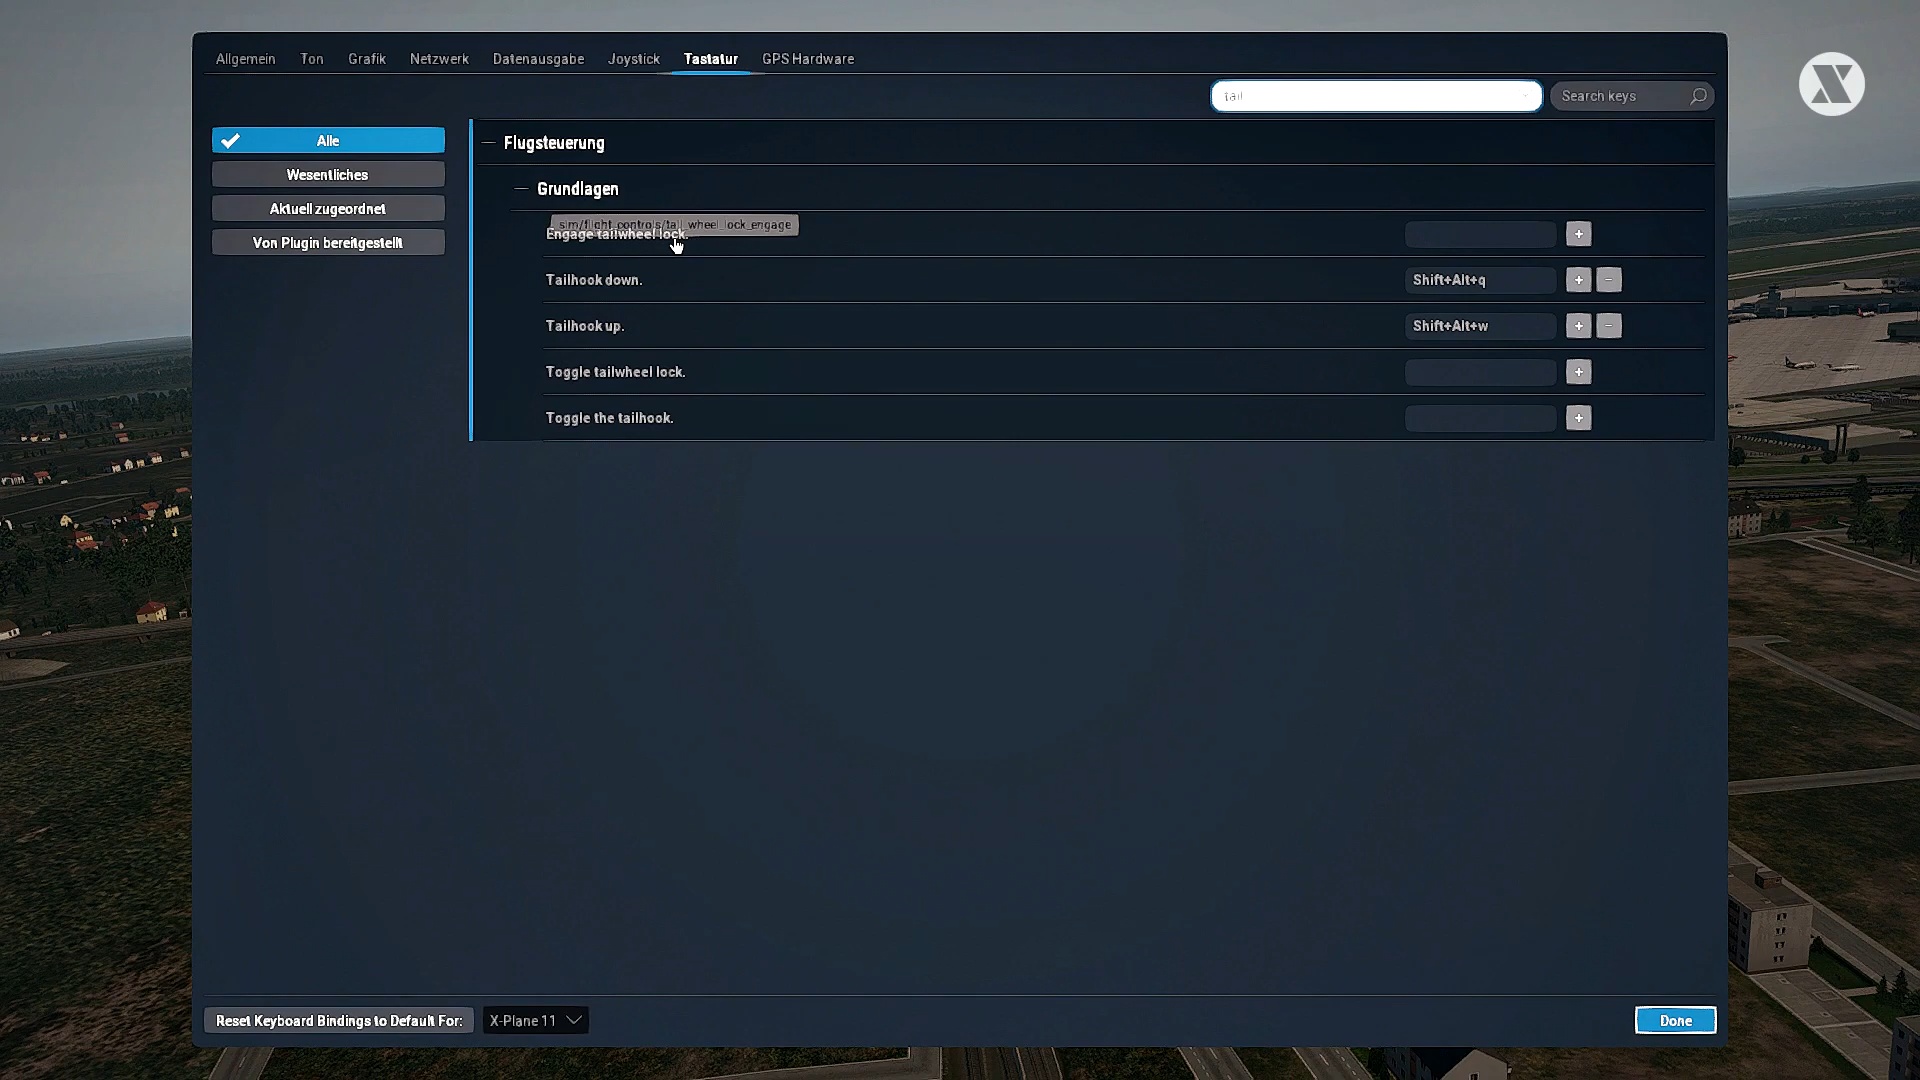 Allgemein Ton Grafik Netzwerk Datenausgabe Joystick Tastatur GPS Hardware
tail Search keys
Alle
Wesentliches
Aktuell zugeordnet
Von Plugin bereitgestellt
Flugsteuerung
Grundlagen
sim/flight_controls/tail_wheel_lock_engage
Engage tailwheel lock. +
Tailhook down. Shift+Alt+q + -
Tailhook up. Shift+Alt+w + -
Toggle tailwheel lock. +
Toggle the tailhook. +
Reset Keyboard Bindings to Default For: X-Plane 11 Done